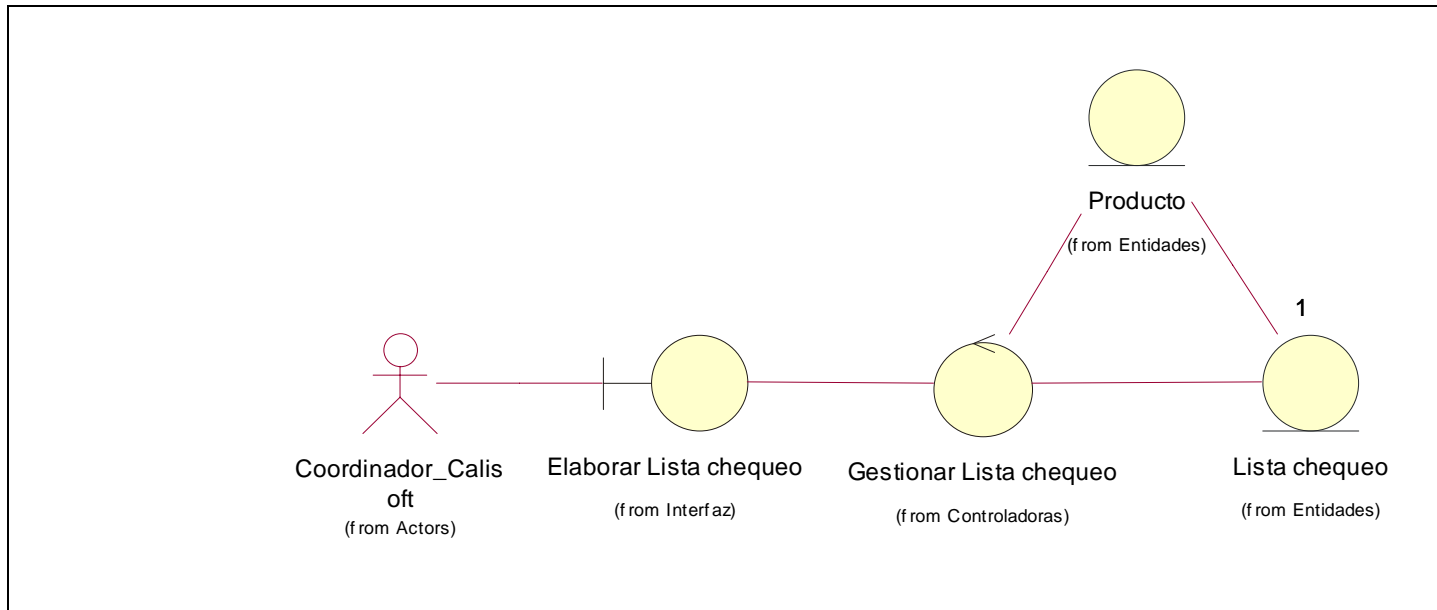 Producto
(from Entidades)
1
Coordinador_Calis
oft
(from Actors)
Elaborar Lista chequeo
(from Interfaz)
Gestionar Lista chequeo
(from Controladoras)
Lista chequeo
(from Entidades)